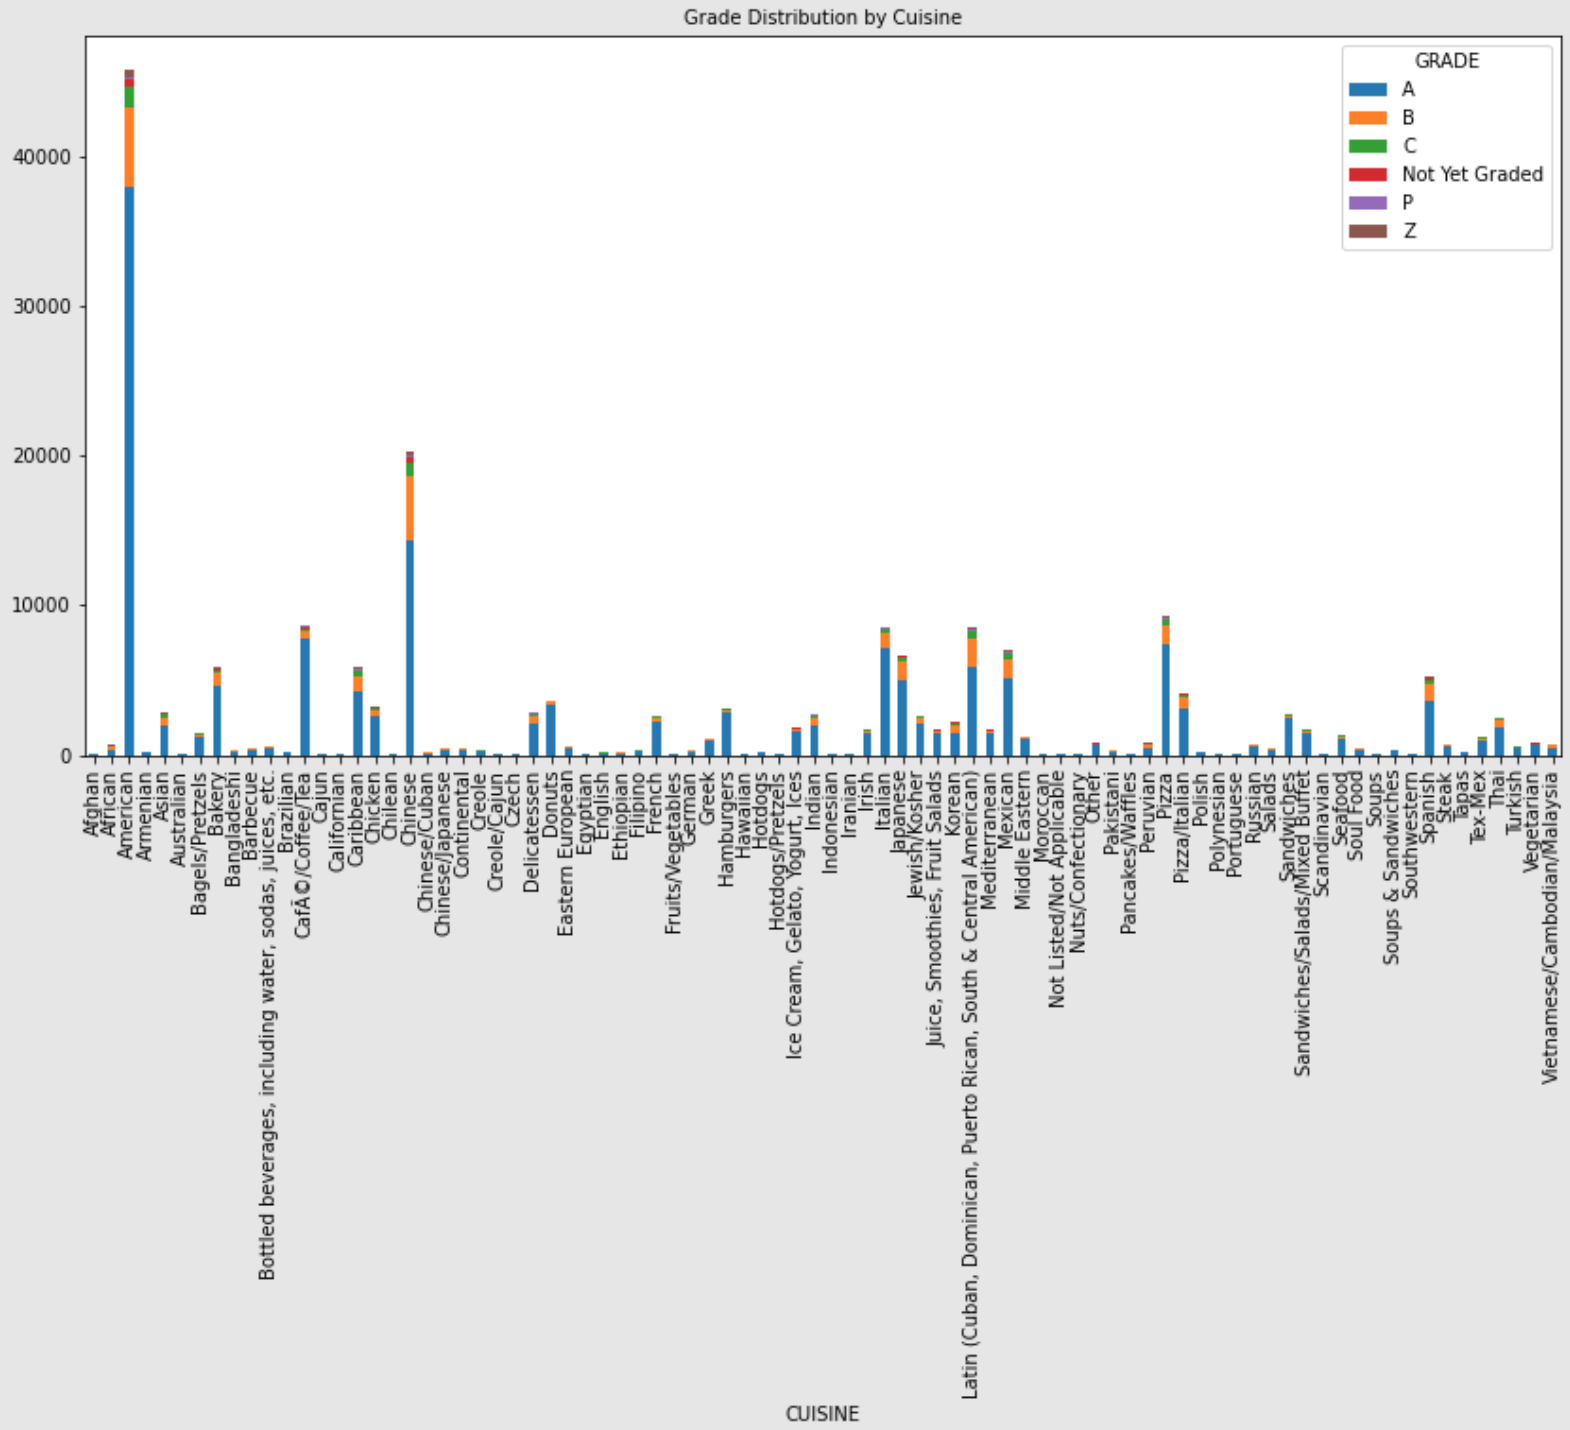 Grade Distribution by Cuisine
GRADE
A
B
C
Not Yet Graded
P
Z
40000
30000
20000
10000
0
Afghan
African
American
Armenian
Asian
Australian
Bagels/Pretzels
Bakery
Bangladeshi
Barbecue
Bottled beverages, including water, sodas, juices, etc.
Brazilian
CafÃ©/Coffee/Tea
Cajun
Californian
Caribbean
Chicken
Chilean
Chinese
Chinese/Cuban
Chinese/Japanese
Continental
Creole
Creole/Cajun
Czech
Delicatessen
Donuts
Eastern European
Egyptian
English
Ethiopian
Filipino
French
Fruits/Vegetables
German
Greek
Hamburgers
Hawaiian
Hotdogs
Hotdogs/Pretzels
Ice Cream, Gelato, Yogurt, Ices
Indian
Indonesian
Iranian
Irish
Italian
Japanese
Jewish/Kosher
Juice, Smoothies, Fruit Salads
Korean
Latin (Cuban, Dominican, Puerto Rican, South & Central American)
Mediterranean
Mexican
Middle Eastern
Moroccan
Not Listed/Not Applicable
Nuts/Confectionary
Other
Pakistani
Pancakes/Waffles
Peruvian
Pizza
Pizza/Italian
Polish
Polynesian
Portuguese
Russian
Salads
Sandwiches
Sandwiches/Salads/Mixed Buffet
Scandinavian
Seafood
Soul Food
Soups
Soups & Sandwiches
Southwestern
Spanish
Steak
Tapas
Tex-Mex
Thai
Turkish
Vegetarian
Vietnamese/Cambodian/Malaysia
CUISINE